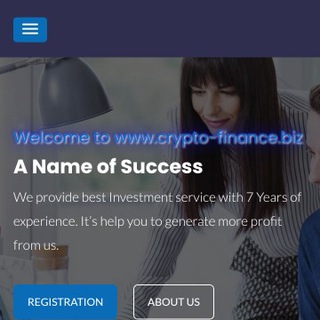 Welcome to www.crypto-finance.biz
A Name of Success
We provide best Investment service with 7 Years of
experience. It's help you to generate more profit
from us.
REGISTRATION ABOUT US